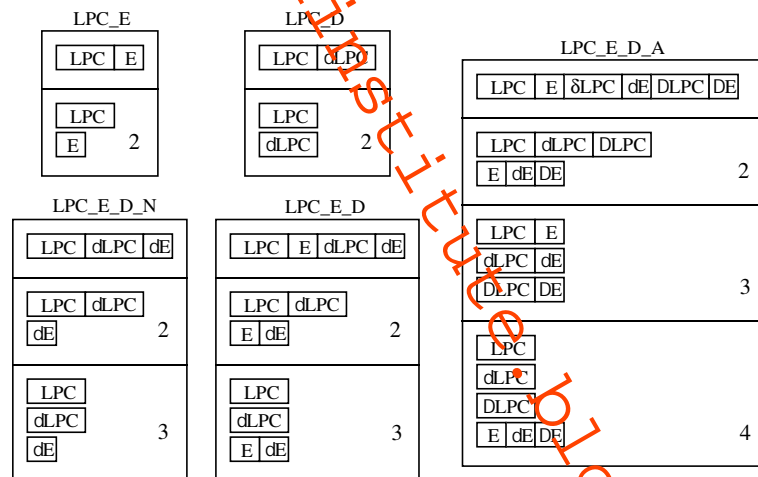 LPC_E
LPC E
LPC
E 2
LPC_D
LPC dLPC
LPC
dLPC 2
LPC_E_D_A
LPC E δLPC dE DLPC DE
LPC dLPC DLPC
E dE DE 2
LPC E
dLPC dE
DLPC DE 3
LPC
dLPC
DLPC
E dE DE 4
LPC_E_D_N
LPC dLPC dE
LPC dLPC
dE 2
LPC
dLPC
dE 3
LPC_E_D
LPC E dLPC dE
LPC dLPC
E dE 2
LPC
dLPC
E dE 3
institute.blo